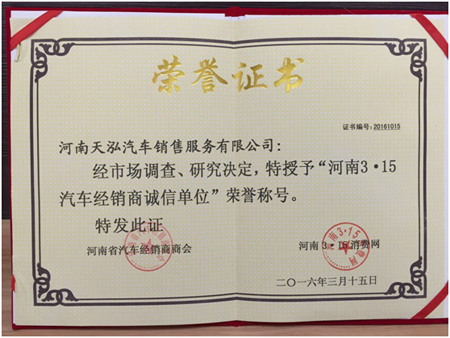 荣誉证书
证书编号：20161015
河南天泓汽车销售服务有限公司：
经市场调查、研究决定，特授予“河南3·15
汽车经销商诚信单位”荣誉称号。
特发此证
河南省汽车经销商商会
河南3·15消费网
二〇一六年三月十五日